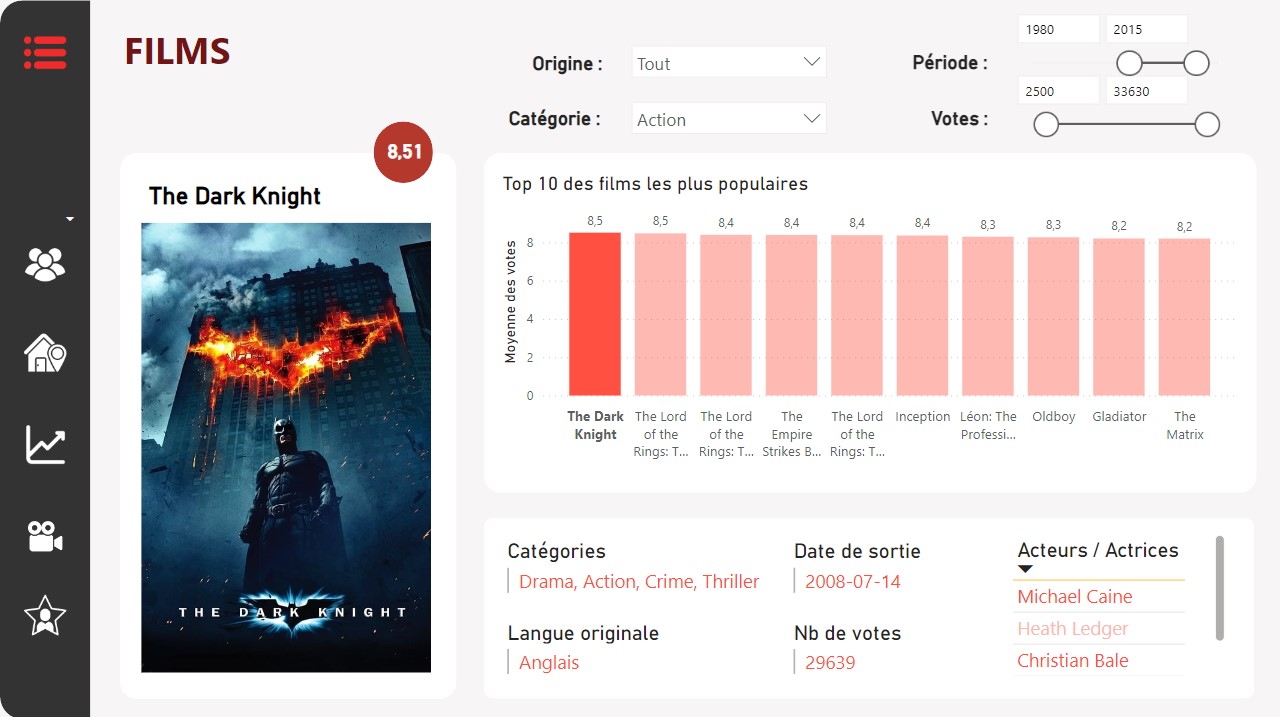 FILMS
Origine :
Tout
Catégorie :
Action
Période :
1980
2015
Votes :
2500
33630
8,51
The Dark Knight
THE DARK KNIGHT
Top 10 des films les plus populaires
Moyenne des votes
8
6
4
2
0
8,5
8,5
8,4
8,4
8,4
8,4
8,3
8,3
8,2
8,2
The Dark
Knight
The Lord
of the
Rings: T...
The Lord
of the
Rings: T...
The
Empire
Strikes B...
The Lord
of the
Rings: T...
Inception
Léon: The
Professi...
Oldboy
Gladiator
The
Matrix
Catégories
Drama, Action, Crime, Thriller
Langue originale
Anglais
Date de sortie
2008-07-14
Nb de votes
29639
Acteurs / Actrices
Michael Caine
Heath Ledger
Christian Bale